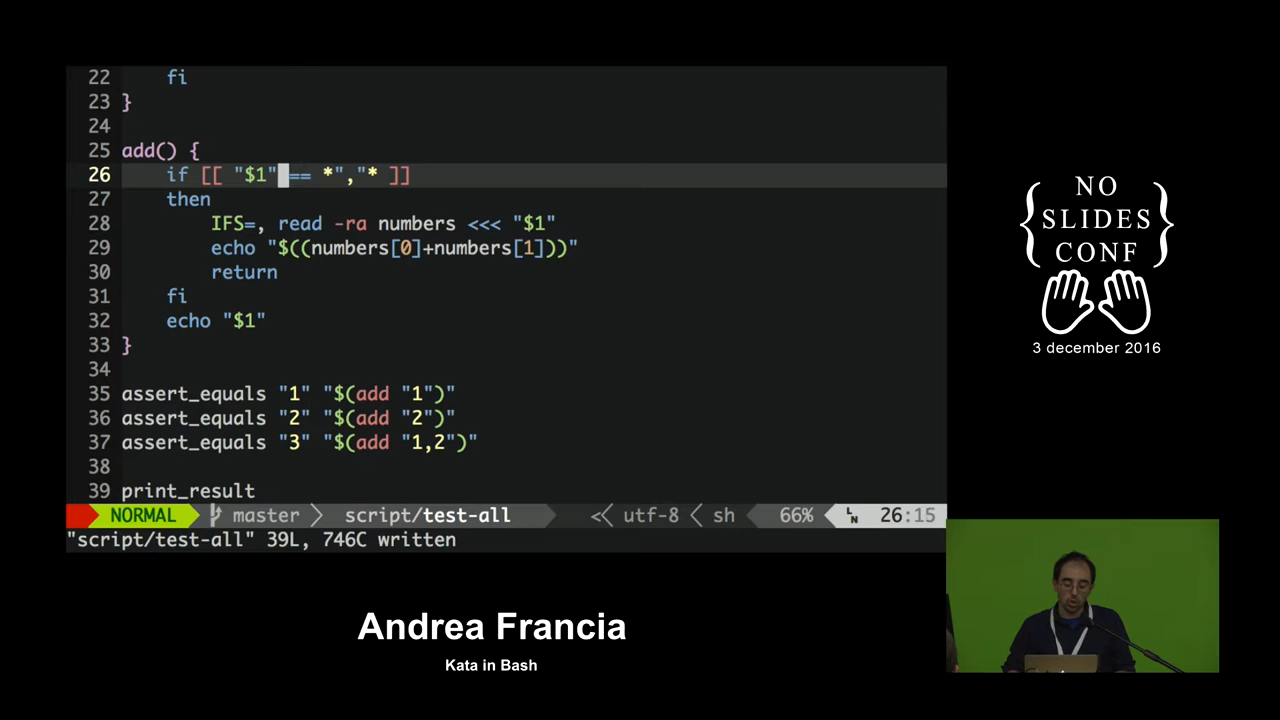 22     fi
23 }
24
25 add() {
26     if [[ "$1" == *","* ]]
27     then
28         IFS=, read -ra numbers <<< "$1"
29         echo "$((numbers[0]+numbers[1]))"
30         return
31     fi
32     echo "$1"
33 }
34
35 assert_equals "1" "$(add "1")"
36 assert_equals "2" "$(add "2")"
37 assert_equals "3" "$(add "1,2")"
38
39 print_result
NORMAL master script/test-all utf-8 sh 66% LN 26:15
"script/test-all" 39L, 746C written
NO
SLIDES
CONF
3 december 2016
Andrea Francia
Kata in Bash